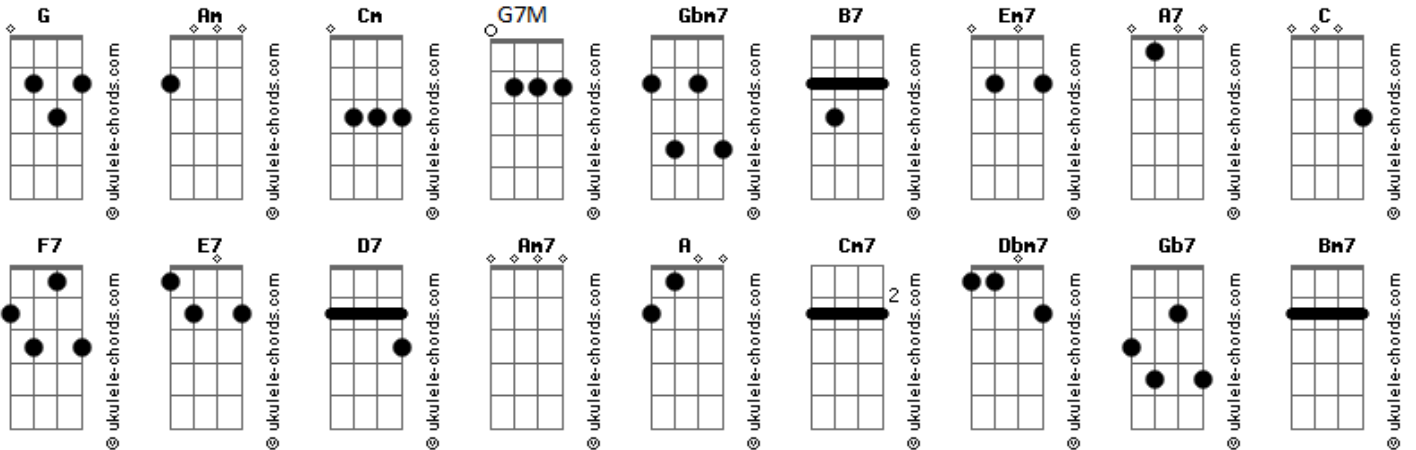 G Am Cm G7M Gbm7 B7 Em7 A7 C
© ukulele-chords.com © ukulele-chords.com © ukulele-chords.com © ukulele-chords.com © ukulele-chords.com © ukulele-chords.com © ukulele-chords.com © ukulele-chords.com © ukulele-chords.com
F7 E7 D7 Am7 A Cm7 Dbm7 Gb7 Bm7
2
© ukulele-chords.com © ukulele-chords.com © ukulele-chords.com © ukulele-chords.com © ukulele-chords.com © ukulele-chords.com © ukulele-chords.com © ukulele-chords.com © ukulele-chords.com